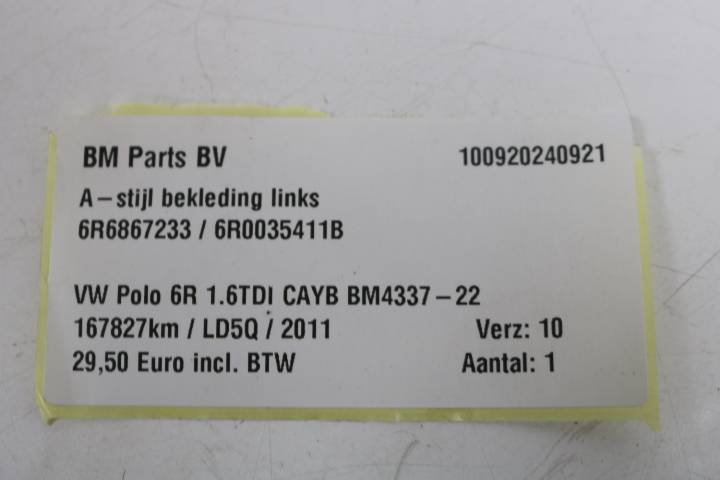 BM Parts BV 100920240921
A-stijl bekleding links
6R6867233 / 6R0035411B
VW Polo 6R 1.6TDI CAYB BM4337-22
167827km / LD5Q / 2011 Verz: 10
29,50 Euro incl. BTW Aantal: 1